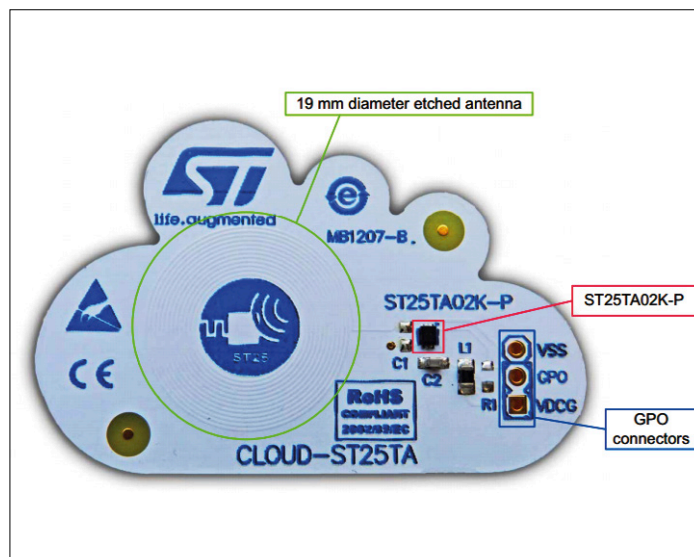 19 mm diameter etched antenna
ST
life.augmented
e
MB1207-B.
ST25TA02K-P
ST25TA02K-P
ST25
C1
C2
L1
R1
VSS
GPO
VDCG
GPO
connectors
CE
RoHS
COMPLIANT
2002/95/EC
CLOUD-ST25TA